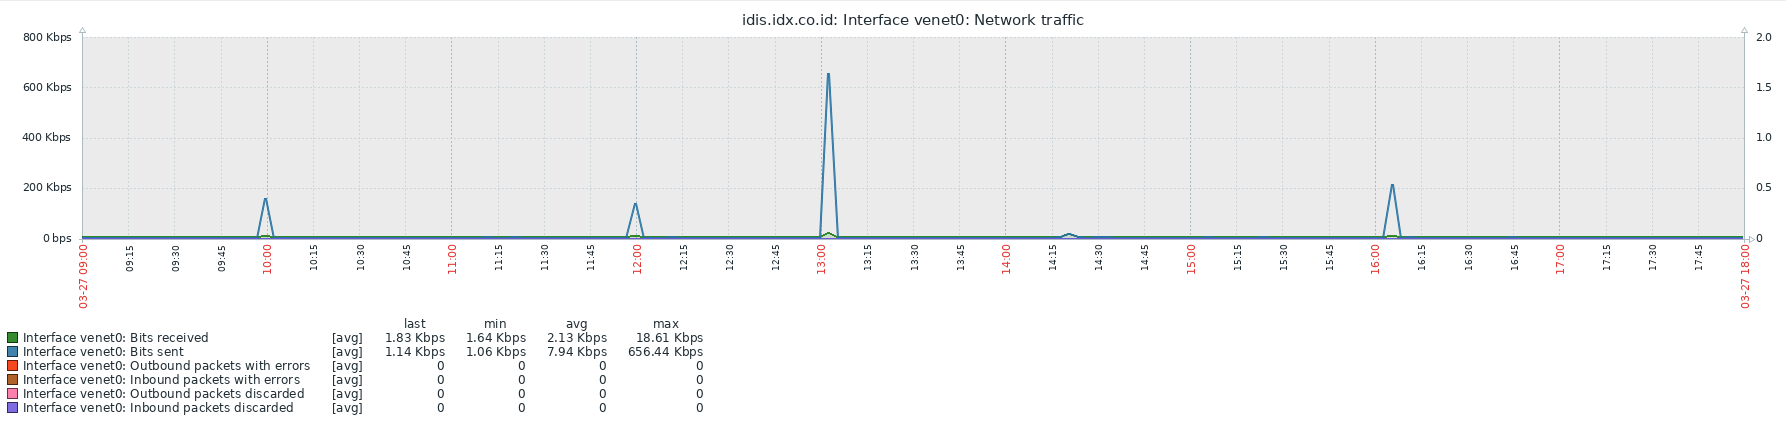 idis.idx.co.id: Interface venet0: Network traffic
800 Kbps 2.0
600 Kbps 1.5
400 Kbps 1.0
200 Kbps 0.5
0 bps 0
03-27 09:00 09:15 09:30 09:45 10:00 10:15 10:30 10:45 11:00 11:15 11:30 11:45 12:00 12:15 12:30 12:45 13:00 13:15 13:30 13:45 14:00 14:15 14:30 14:45 15:00 15:15 15:30 15:45 16:00 16:15 16:30 16:45 17:00 17:15 17:30 17:45 03-27 18:00
last min avg max
Interface venet0: Bits received [avg] 1.83 Kbps 1.64 Kbps 2.13 Kbps 18.61 Kbps
Interface venet0: Bits sent [avg] 1.14 Kbps 1.06 Kbps 7.94 Kbps 656.44 Kbps
Interface venet0: Outbound packets with errors [avg] 0 0 0 0
Interface venet0: Inbound packets with errors [avg] 0 0 0 0
Interface venet0: Outbound packets discarded [avg] 0 0 0 0
Interface venet0: Inbound packets discarded [avg] 0 0 0 0